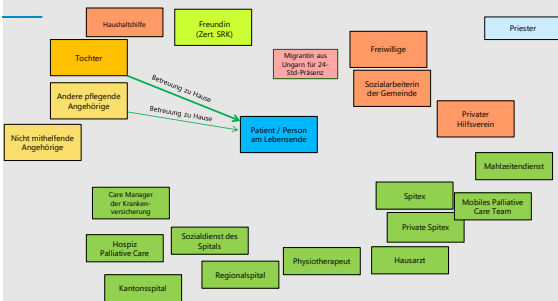 Haushaltshilfe
Freundin
(Zert. SRK)
Priester
Tochter
Migrantin aus
Ungarn für 24-
Std-Präsenz
Freiwillige
Betreuung zu Hause
Andere pflegende
Angehörige
Sozialarbeiterin
der Gemeinde
Betreuung zu Hause
Privater
Hilfsverein
Nicht mithelfende
Angehörige
Patient / Person
am Lebensende
Mahlzeitendienst
Care Manager
der Kranken-
versicherung
Spitex
Mobiles Palliative
Care Team
Private Spitex
Hospiz
Palliative Care
Sozialdienst des
Spitals
Physiotherapeut
Hausarzt
Regionalspital
Kantonsspital